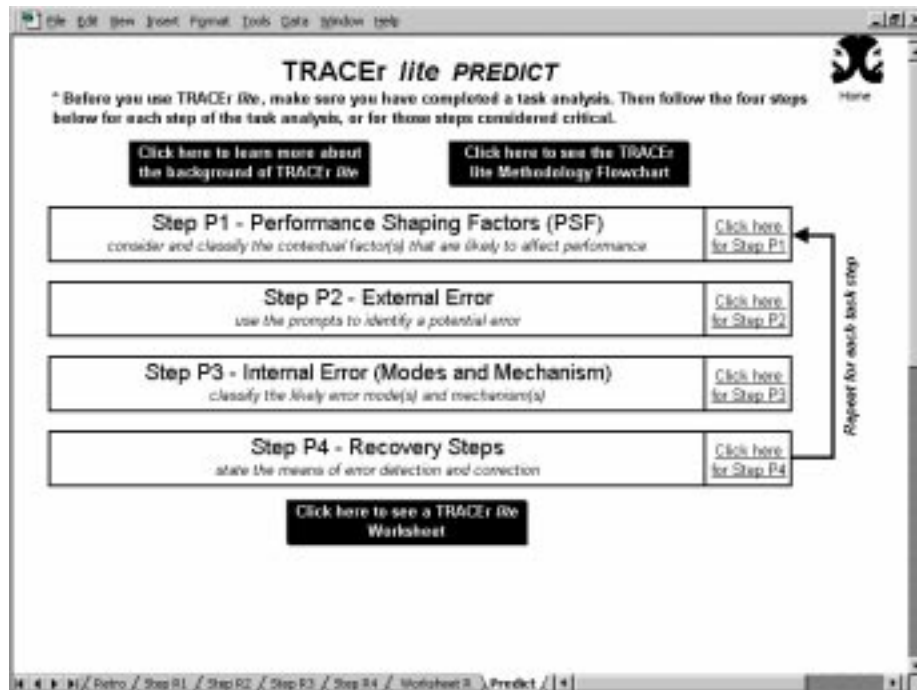 File Edit View Insert Format Tools Data Window Help
TRACEr lite PREDICT
Home
* Before you use TRACEr lite, make sure you have completed a task analysis. Then follow the four steps
below for each step of the task analysis, or for those steps considered critical.
Click here to learn more about
the background of TRACEr lite
Click here to see the TRACEr
lite Methodology Flowchart
Step P1 - Performance Shaping Factors (PSF)
consider and classify the contextual factor(s) that are likely to affect performance
Click here
for Step P1
Step P2 - External Error
use the prompts to identify a potential error
Click here
for Step P2
Step P3 - Internal Error (Modes and Mechanism)
classify the likely error mode(s) and mechanism(s)
Click here
for Step P3
Step P4 - Recovery Steps
state the means of error detection and correction
Click here
for Step P4
Repeat for each task step
Click here to see a TRACEr lite
Worksheet
Retro / Step R1 / Step R2 / Step R3 / Step R4 / Worksheet R \ Predict /